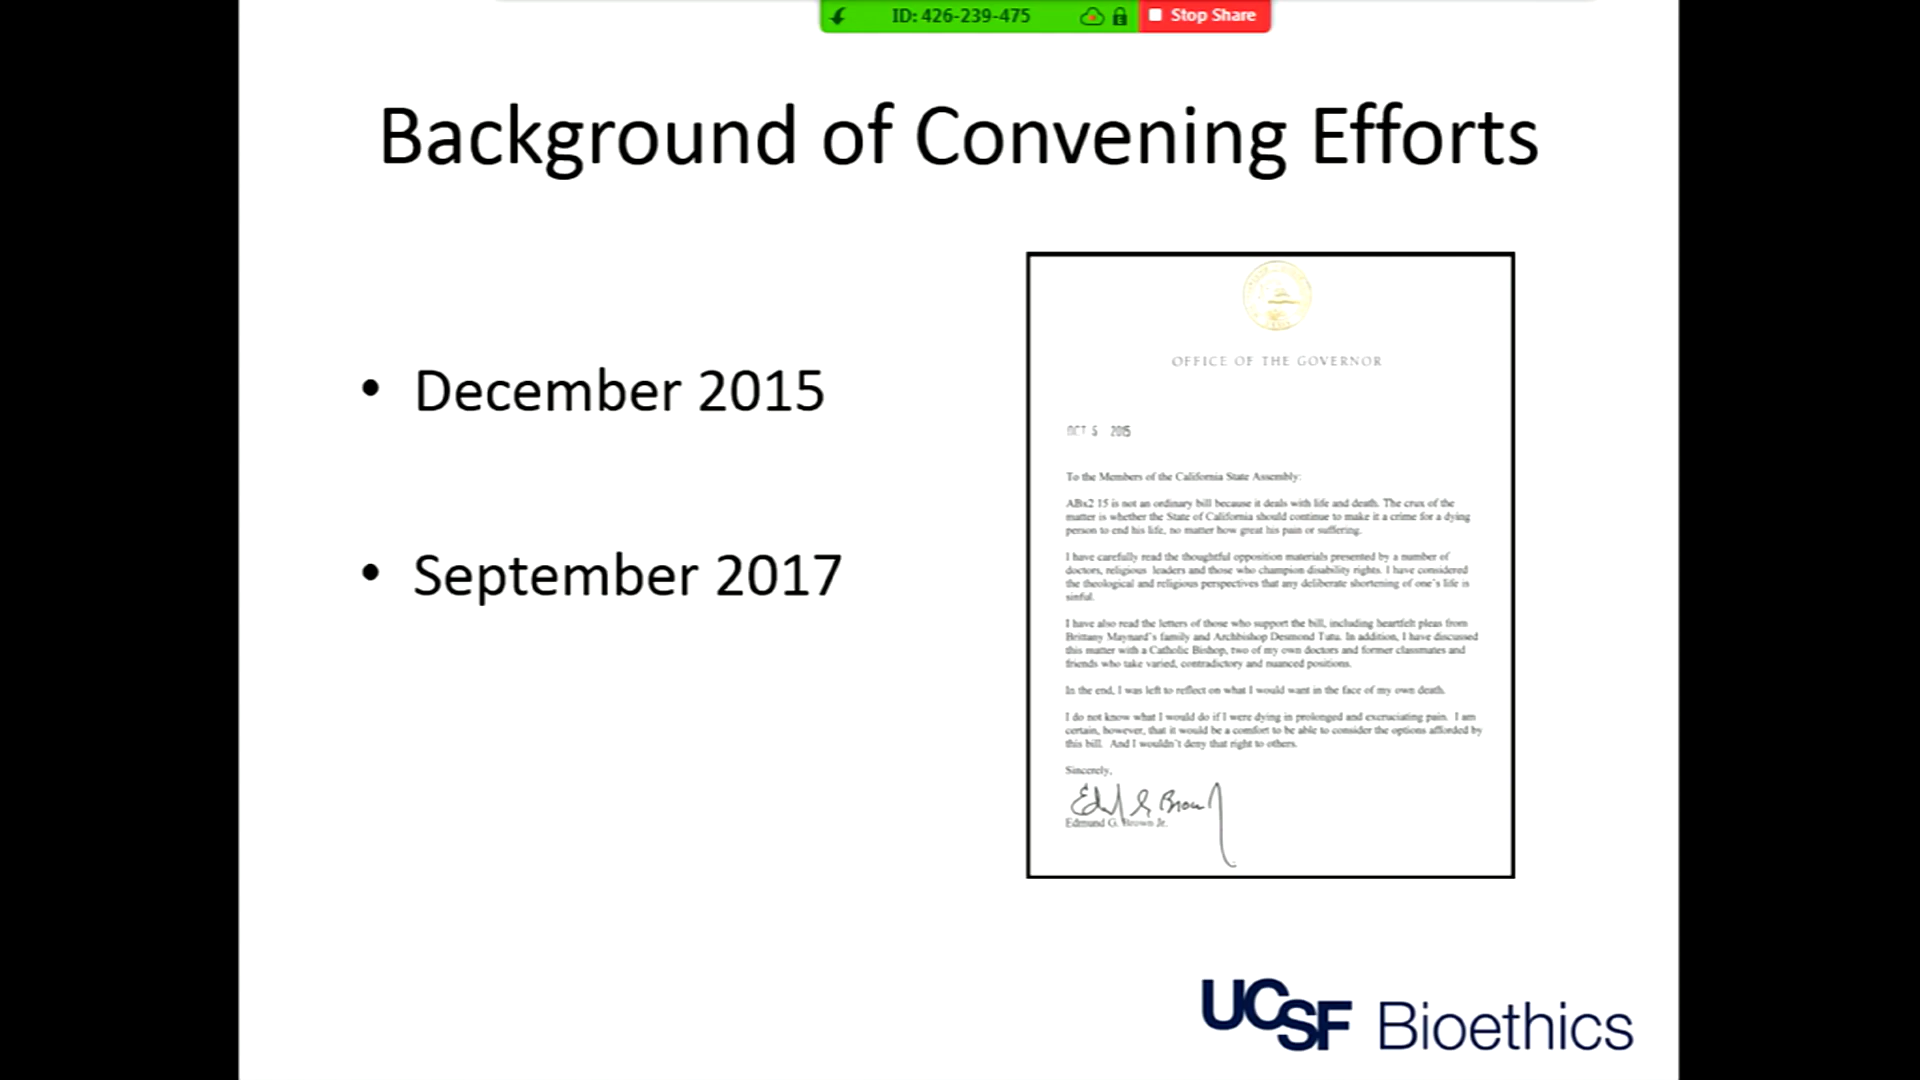 ID: 426-239-475
Stop Share
Background of Convening Efforts
• December 2015
• September 2017
OFFICE OF THE GOVERNOR
OCT 5 2015
To the Members of the California State Assembly:
ABx2 15 is not an ordinary bill because it deals with life and death. The crux of the
matter is whether the State of California should continue to make it a crime for a dying
person to end his life, no matter how great his pain or suffering.
I have carefully read the thoughtful opposition materials presented by a number of
doctors, religious leaders and those who champion disability rights. I have considered
the theological and religious perspectives that any deliberate shortening of one's life is
sinful.
I have also read the letters of those who support the bill, including heartfelt pleas from
Brittany Maynard's family and Archbishop Desmond Tutu. In addition, I have discussed
this matter with a Catholic Bishop, two of my own doctors and former classmates and
friends who take varied, contradictory and nuanced positions.
In the end, I was left to reflect on what I would want in the face of my own death.
I do not know what I would do if I were dying in prolonged and excruciating pain. I am
certain, however, that it would be a comfort to be able to consider the options afforded by
this bill. And I wouldn't deny that right to others.
Sincerely,
Edmund G. Brown Jr.
UCSF Bioethics